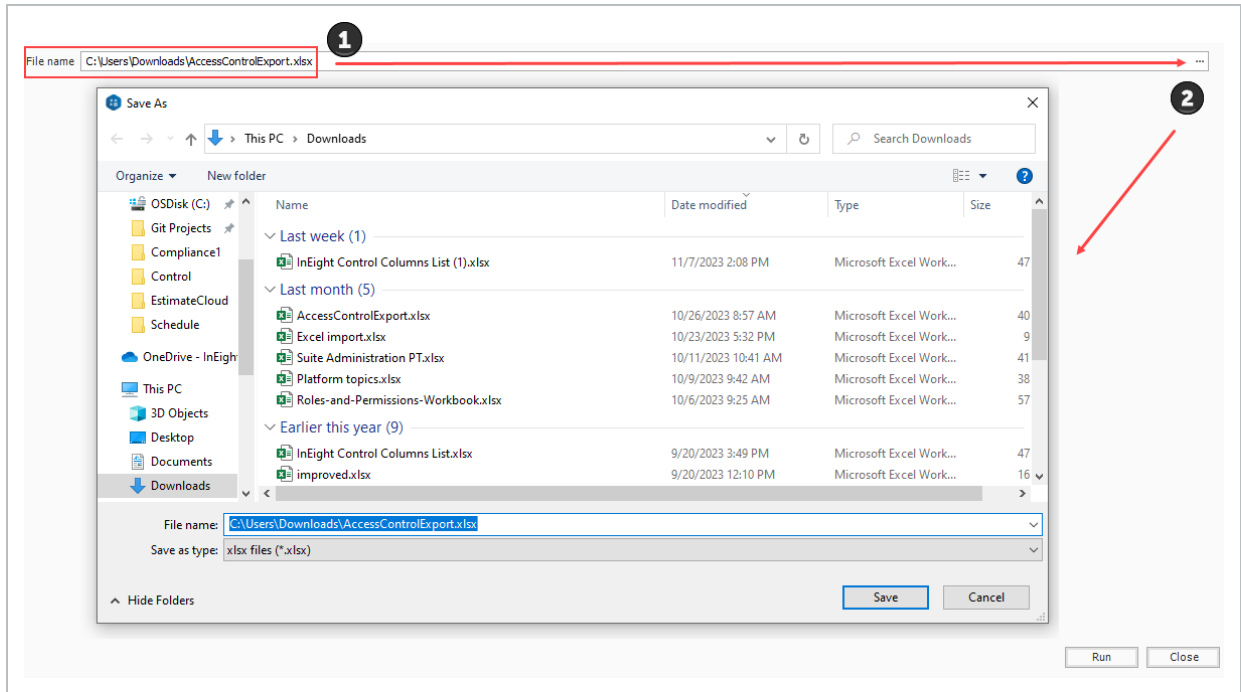 1
File name C:\Users\Downloads\AccessControlExport.xlsx ...
2
Save As
This PC > Downloads
Search Downloads
Organize New folder
OSDisk (C:)
Git Projects
Compliance1
Control
EstimateCloud
Schedule
OneDrive - InEigh
This PC
3D Objects
Desktop
Documents
Downloads
Name Date modified Type Size
Last week (1)
InEight Control Columns List (1).xlsx 11/7/2023 2:08 PM Microsoft Excel Work... 47
Last month (5)
AccessControlExport.xlsx 10/26/2023 8:57 AM Microsoft Excel Work... 40
Excel import.xlsx 10/23/2023 5:32 PM Microsoft Excel Work... 9
Suite Administration PT.xlsx 10/11/2023 10:41 AM Microsoft Excel Work... 41
Platform topics.xlsx 10/9/2023 9:42 AM Microsoft Excel Work... 38
Roles-and-Permissions-Workbook.xlsx 10/6/2023 9:25 AM Microsoft Excel Work... 57
Earlier this year (9)
InEight Control Columns List.xlsx 9/20/2023 3:49 PM Microsoft Excel Work... 47
improved.xlsx 9/20/2023 12:10 PM Microsoft Excel Work... 16
File name: C:\Users\Downloads\AccessControlExport.xlsx
Save as type: xlsx files (*.xlsx)
Hide Folders
Save Cancel
Run Close